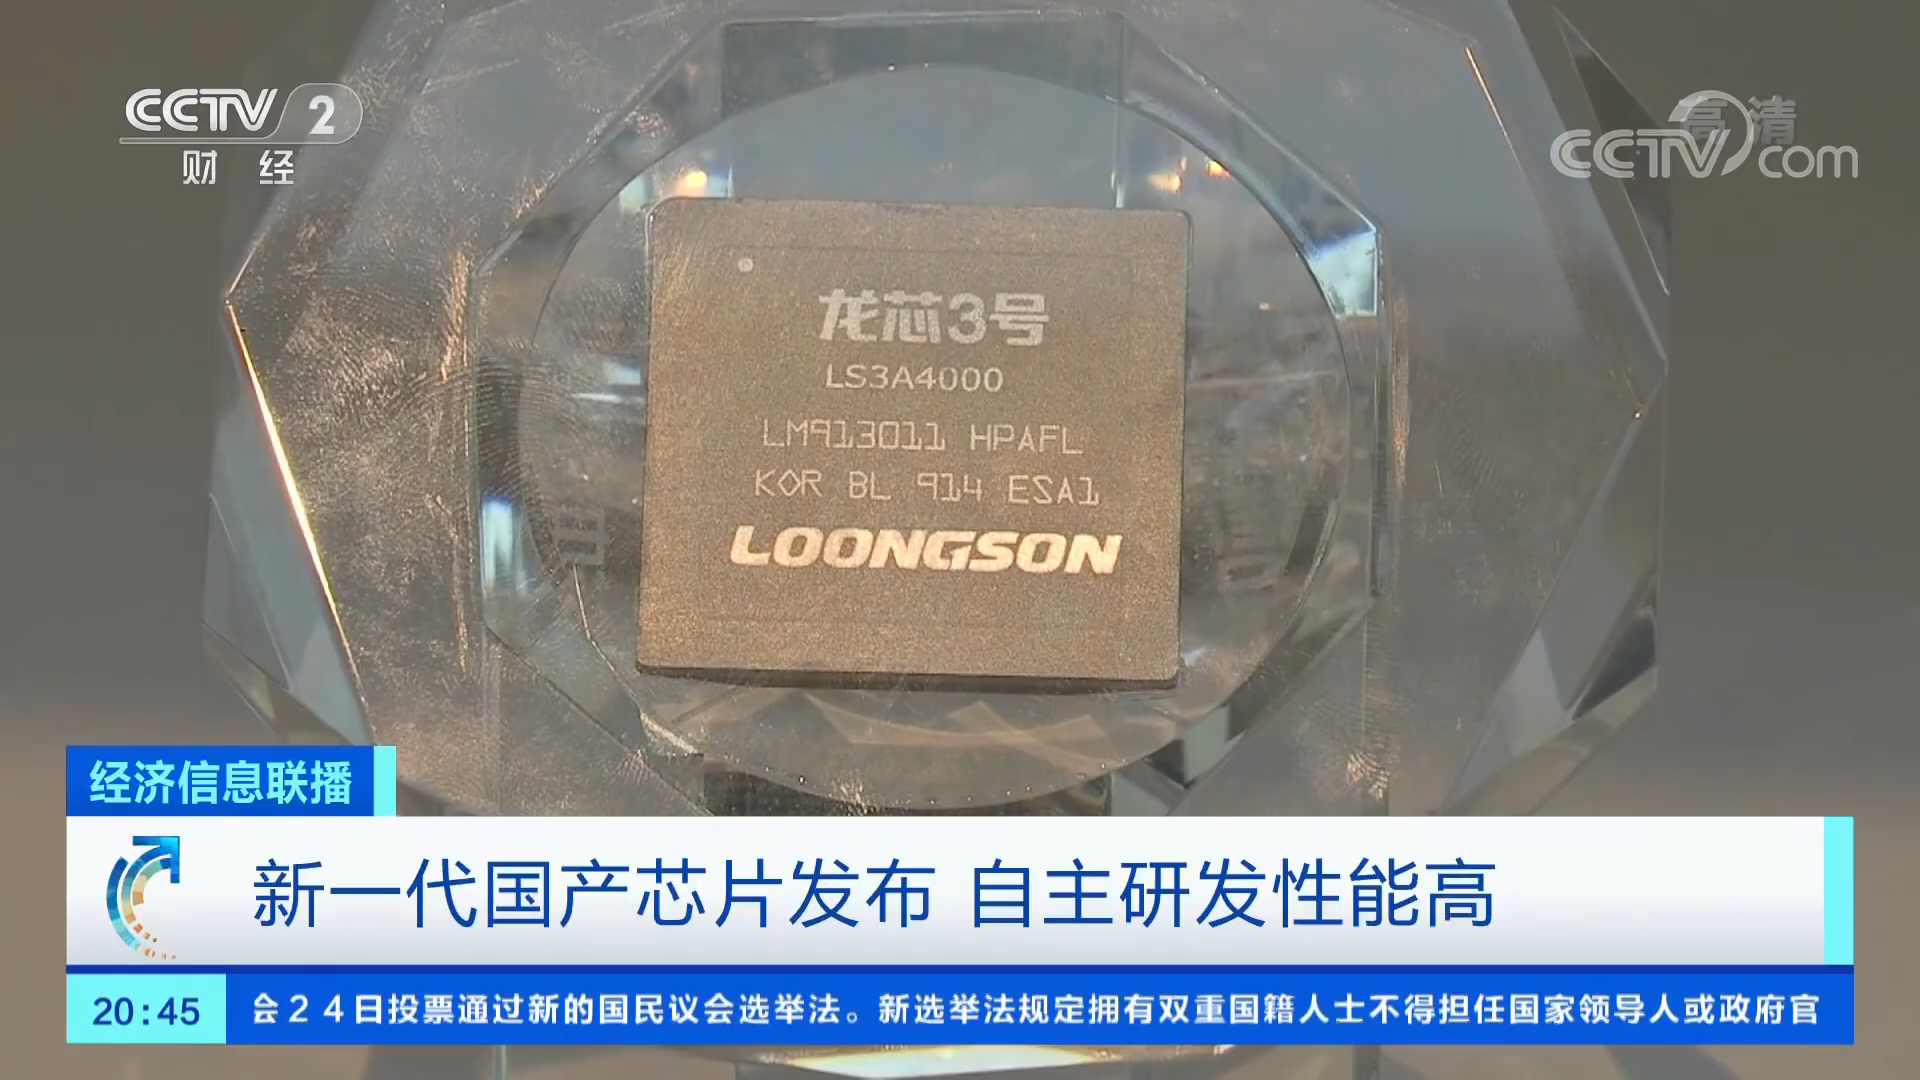 CCTV 2
财 经
高清
CCTV.com
龙芯3号
LS3A4000
LM913011 HPAFL
KOR BL 914 ESA1
LOONGSON
经济信息联播
新一代国产芯片发布 自主研发性能高
20:45
会24日投票通过新的国民议会选举法。新选举法规定拥有双重国籍人士不得担任国家领导人或政府官